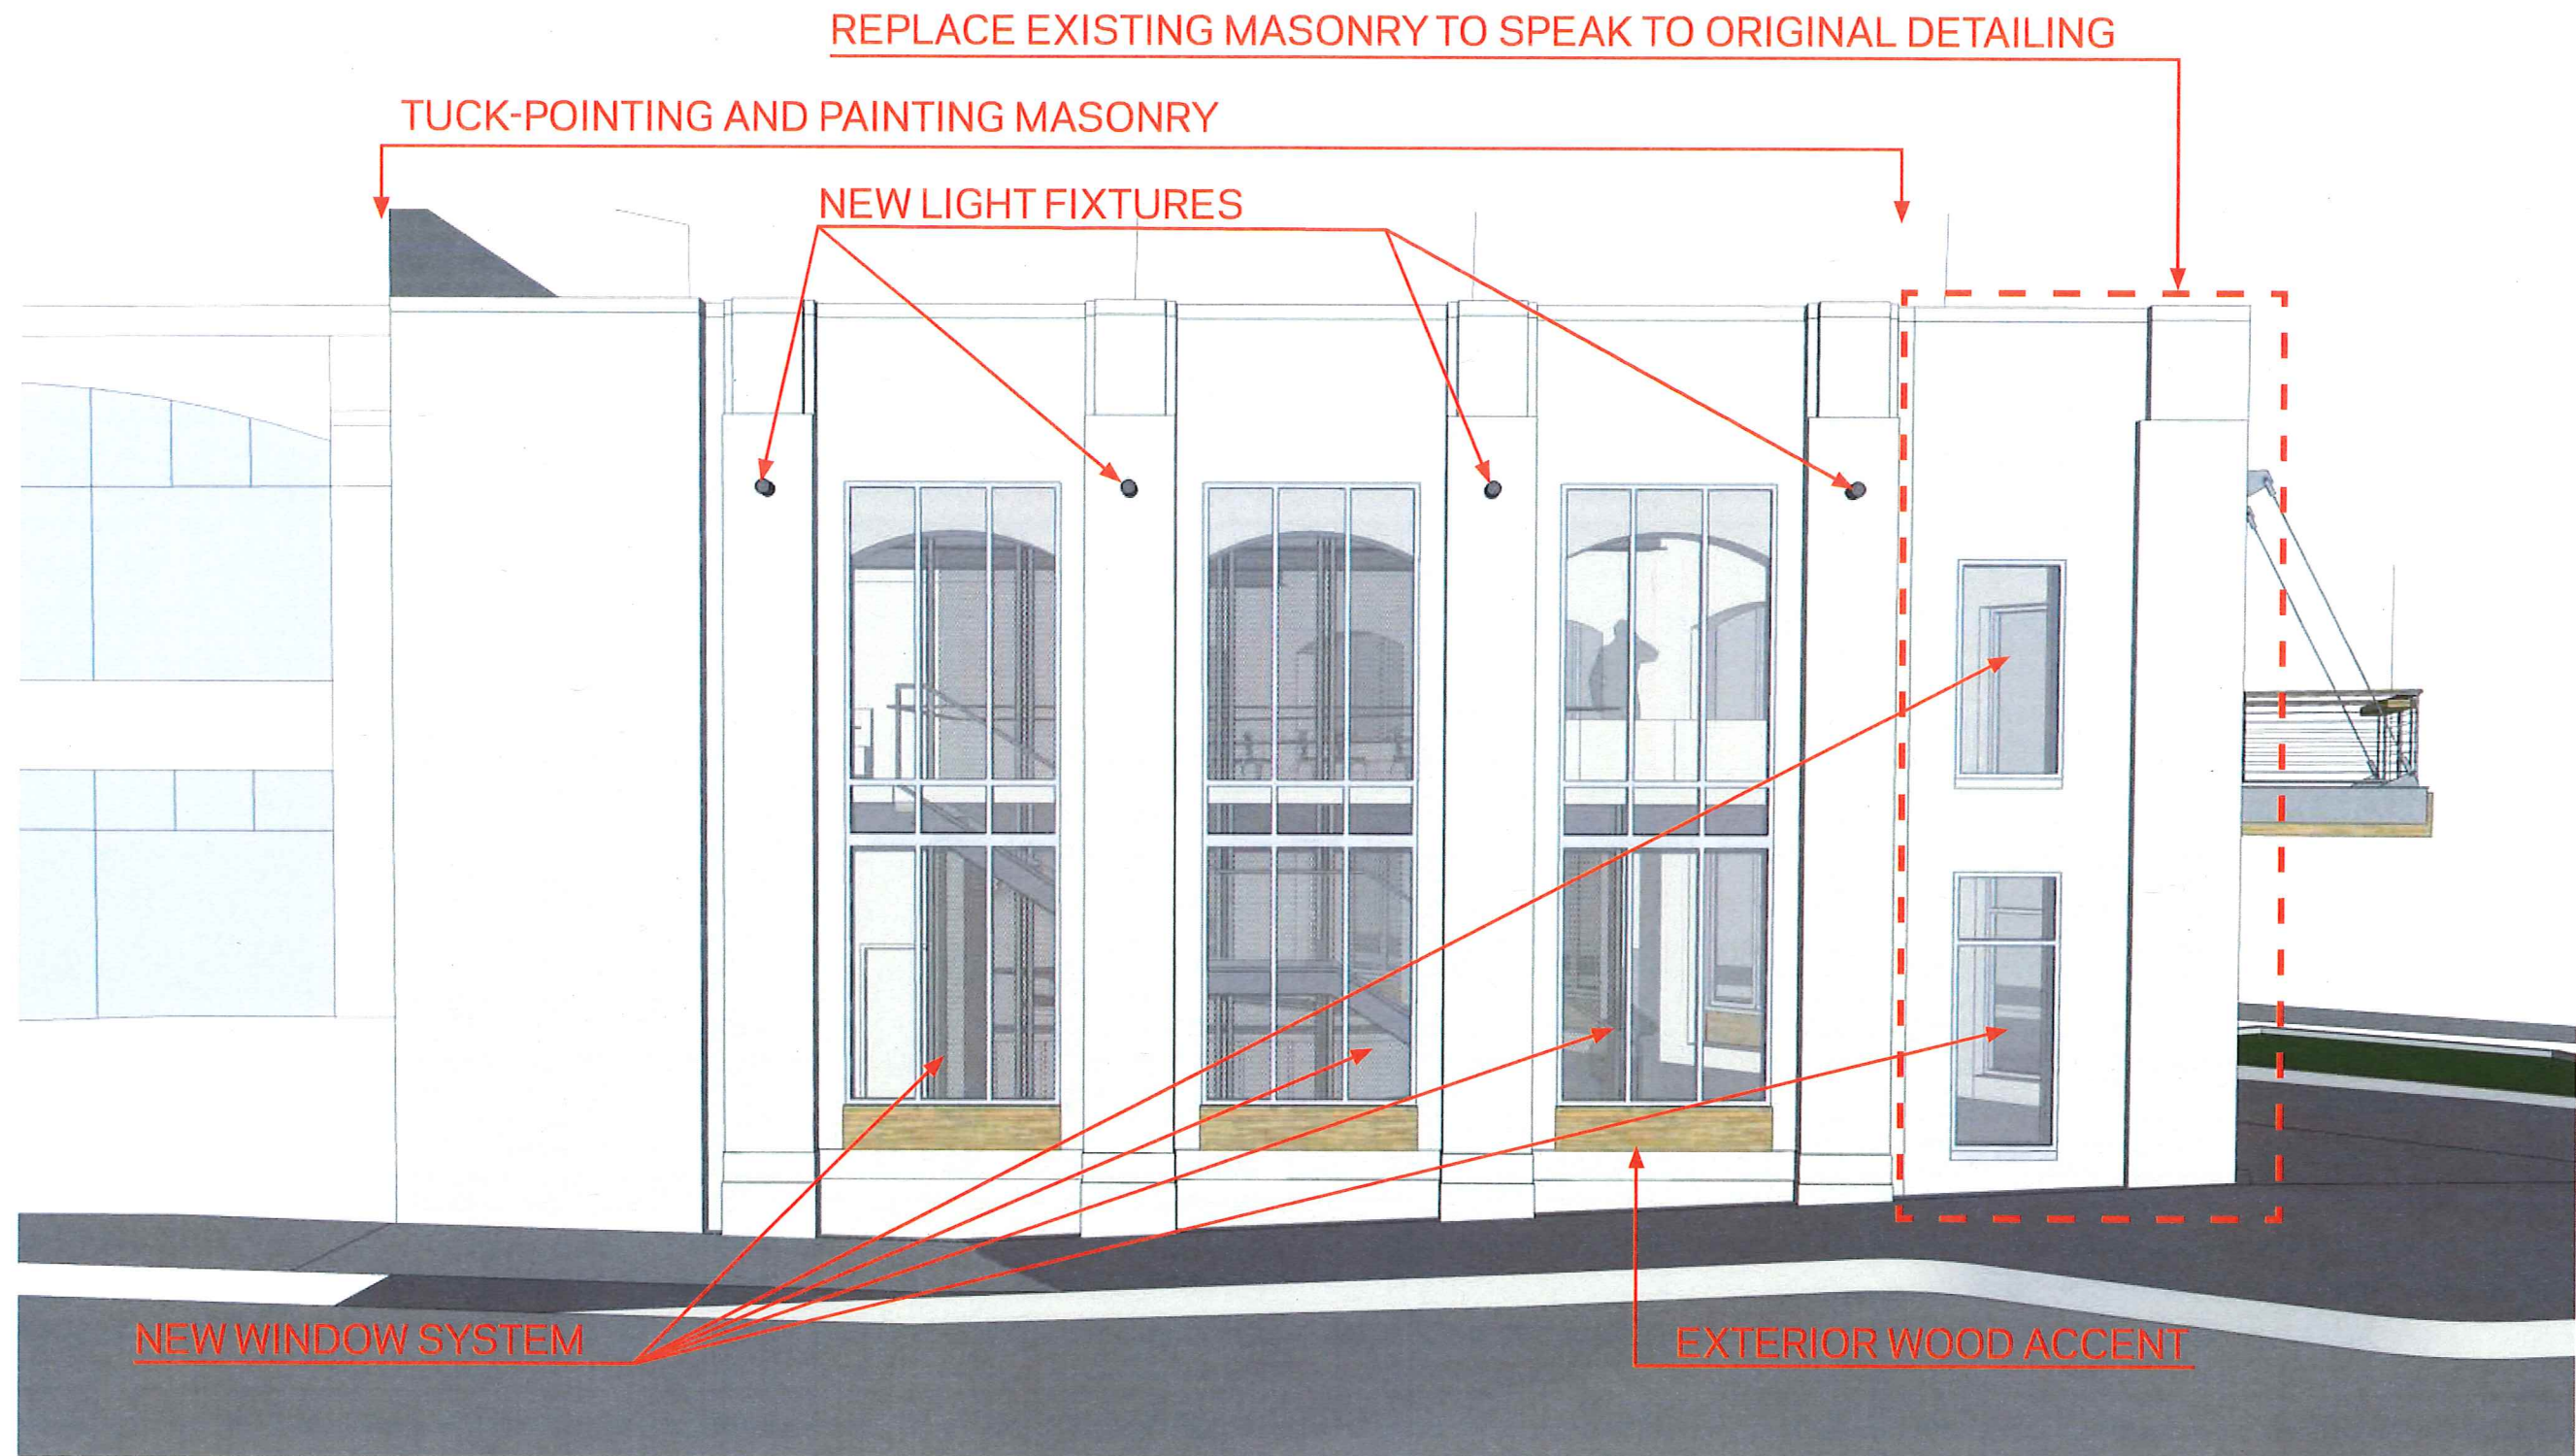 REPLACE EXISTING MASONRY TO SPEAK TO ORIGINAL DETAILING
TUCK-POINTING AND PAINTING MASONRY
NEW LIGHT FIXTURES
NEW WINDOW SYSTEM
EXTERIOR WOOD ACCENT